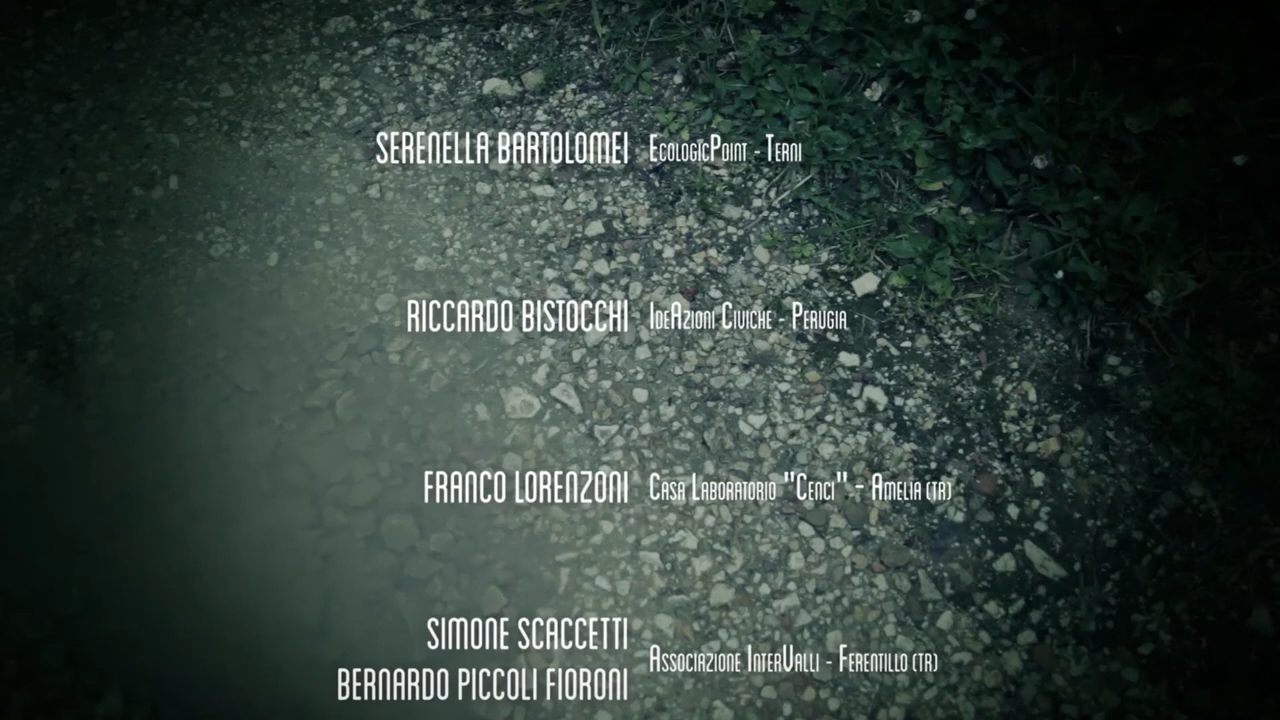 SERENELLA BARTOLOMEI EcologicPoint - Terni
RICCARDO BISTOCCHI IdeAzioni Civiche - Perugia
FRANCO LORENZONI Casa Laboratorio "Cenci" - Amelia (TR)
SIMONE SCACCETTI
BERNARDO PICCOLI FIORONI Associazione InterValli - Ferentillo (TR)